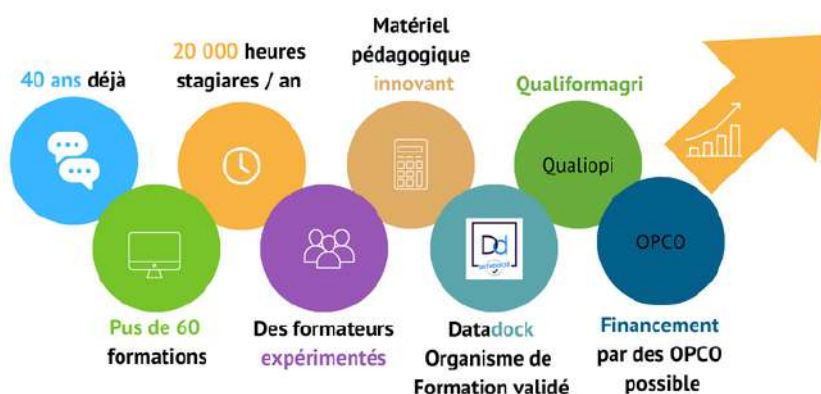 40 ans déjà
20 000 heures
stagiares / an
Matériel
pédagogique
innovant
Qualiformagri
Qualiopi
OPCO
Dd
Pus de 60
formations
Des formateurs
expérimentés
Datadock
Organisme de
Formation validé
Financement
par des OPCO
possible